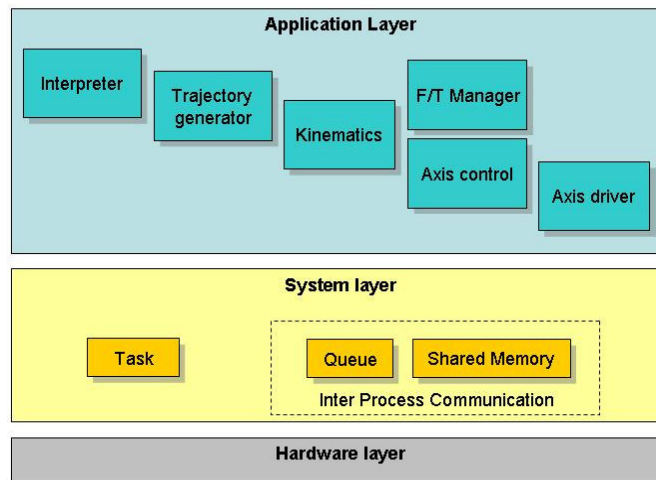 Application Layer
Interpreter
Trajectory
generator
Kinematics
F/T Manager
Axis control
Axis driver
System layer
Task
Queue
Shared Memory
Inter Process Communication
Hardware layer